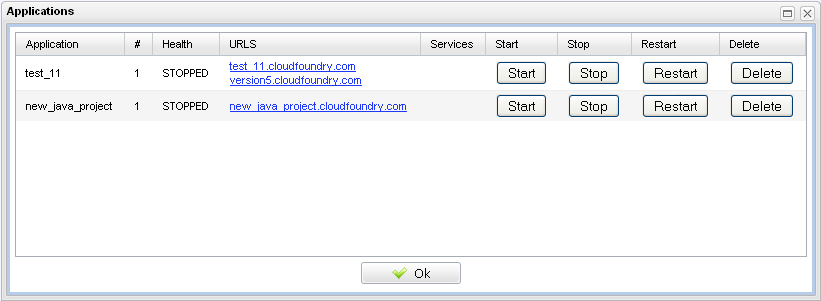 Applications
Application # Health URLS Services Start Stop Restart Delete
test_11 1 STOPPED test_11.cloudfoundry.com Start Stop Restart Delete
version5.cloudfoundry.com
new_java_project 1 STOPPED new_java_project.cloudfoundry.com Start Stop Restart Delete
Ok